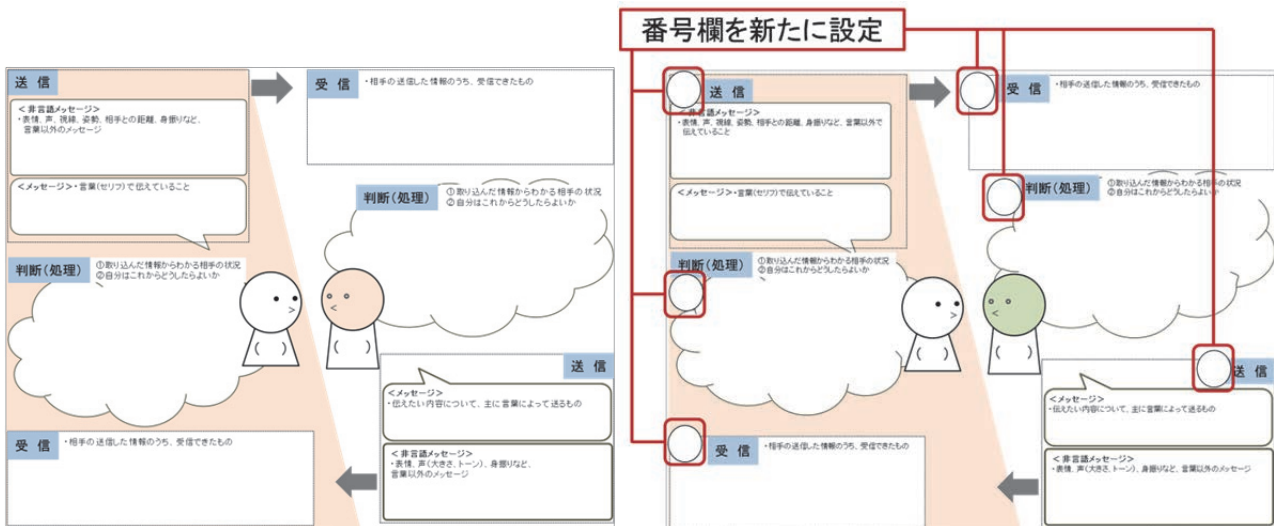 番号欄を新たに設定
送 信
<非言語メッセージ>
・表情、声、視線、姿勢、相手との距離、身振りなど、
言葉以外のメッセージ
<メッセージ>・言葉(セリフ)で伝えていること
受 信
・相手の送信した情報のうち、受信できたもの
判断(処理)
①取り込んだ情報からわかる相手の状況
②自分はこれからどうしたらよいか
判断(処理)
①取り込んだ情報からわかる相手の状況
②自分はこれからどうしたらよいか
送 信
<メッセージ>
・伝えたい内容について、主に言葉によって送るもの
<非言語メッセージ>
・表情、声(大きさ、トーン)、身振りなど、
言葉以外のメッセージ
受 信
・相手の送信した情報のうち、受信できたもの
送 信
<非言語メッセージ>
・表情、声、視線、姿勢、相手との距離、身振りなど、言葉以外で
伝えていること
<メッセージ>・言葉(セリフ)で伝えていること
受 信
・相手の送信した情報のうち、受信できたもの
判断(処理)
①取り込んだ情報からわかる相手の状況
②自分はこれからどうしたらよいか
判断(処理)
①取り込んだ情報からわかる相手の状況
②自分はこれからどうしたらよいか
送 信
<メッセージ>
・伝えたい内容について、主に言葉によって送るもの
<非言語メッセージ>
・表情、声(大きさ、トーン)、身振りなど、言葉以外のメッセージ
受 信
・相手の送信した情報のうち、受信できたもの